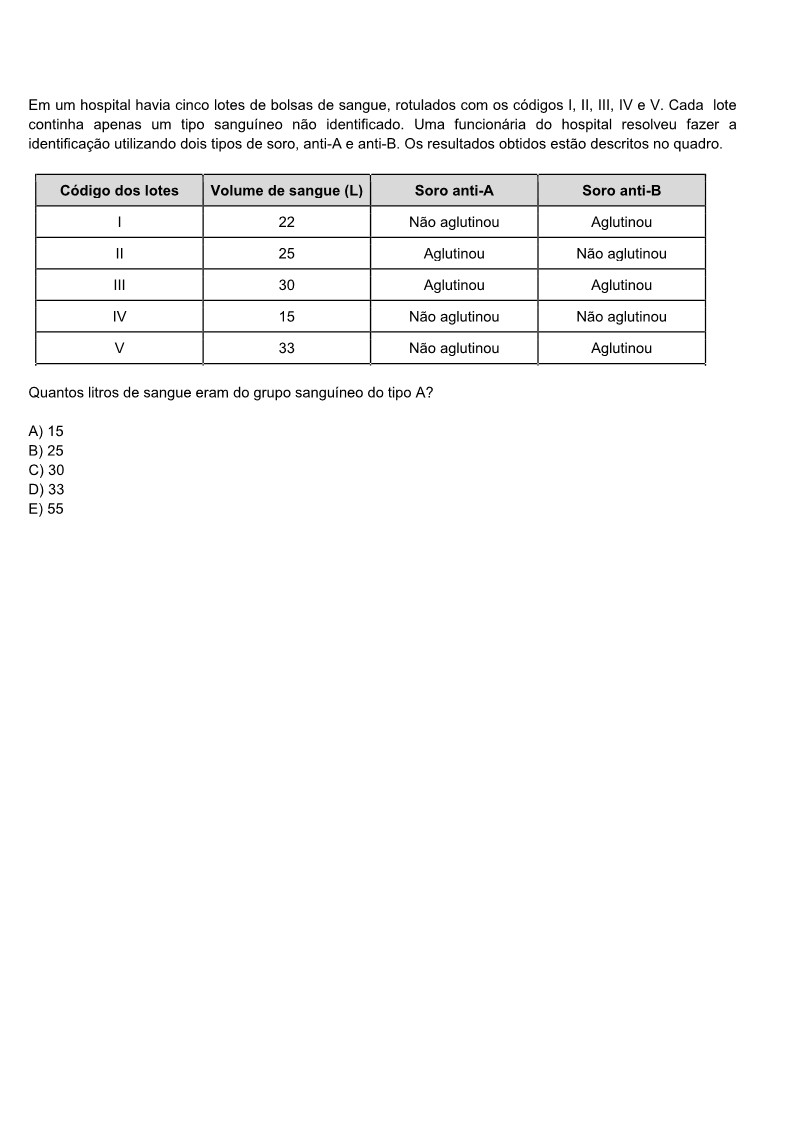 Em um hospital havia cinco lotes de bolsas de sangue, rotulados com os códigos I, II, III, IV e V. Cada lote
continha apenas um tipo sanguíneo não identificado. Uma funcionária do hospital resolveu fazer a
identificação utilizando dois tipos de soro, anti-A e anti-B. Os resultados obtidos estão descritos no quadro.
Código dos lotes Volume de sangue (L) Soro anti-A Soro anti-B
I 22 Não aglutinou Aglutinou
II 25 Aglutinou Não aglutinou
III 30 Aglutinou Aglutinou
IV 15 Não aglutinou Não aglutinou
V 33 Não aglutinou Aglutinou
Quantos litros de sangue eram do grupo sanguíneo do tipo A?
A) 15
B) 25
C) 30
D) 33
E) 55